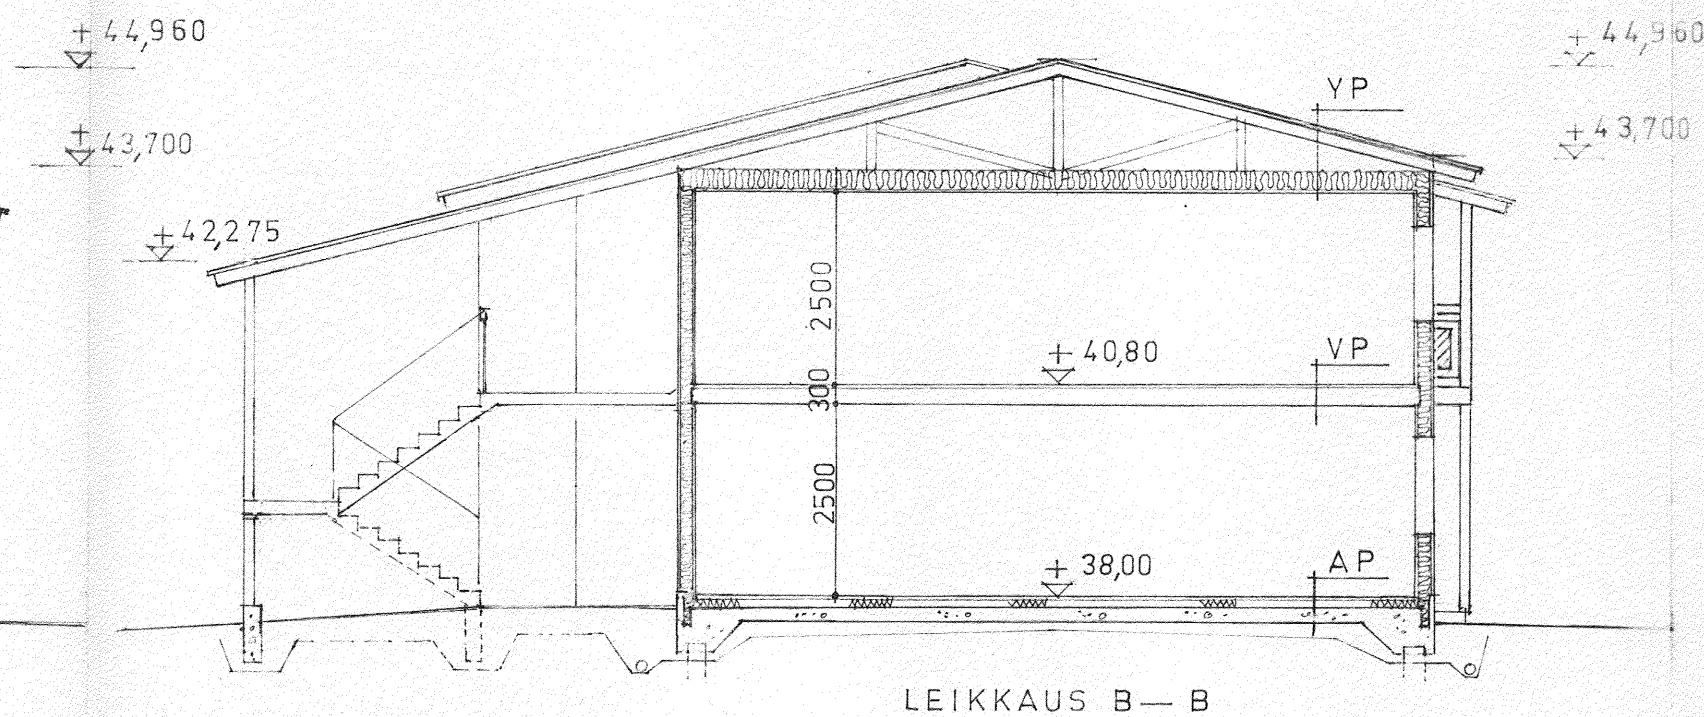 + 44,960
+ 44,960
YP
+ 43,700
+ 43,700
+ 42,275
2500
+ 40,80
VP
300
2500
+ 38,00
AP
LEIKKAUS B — B